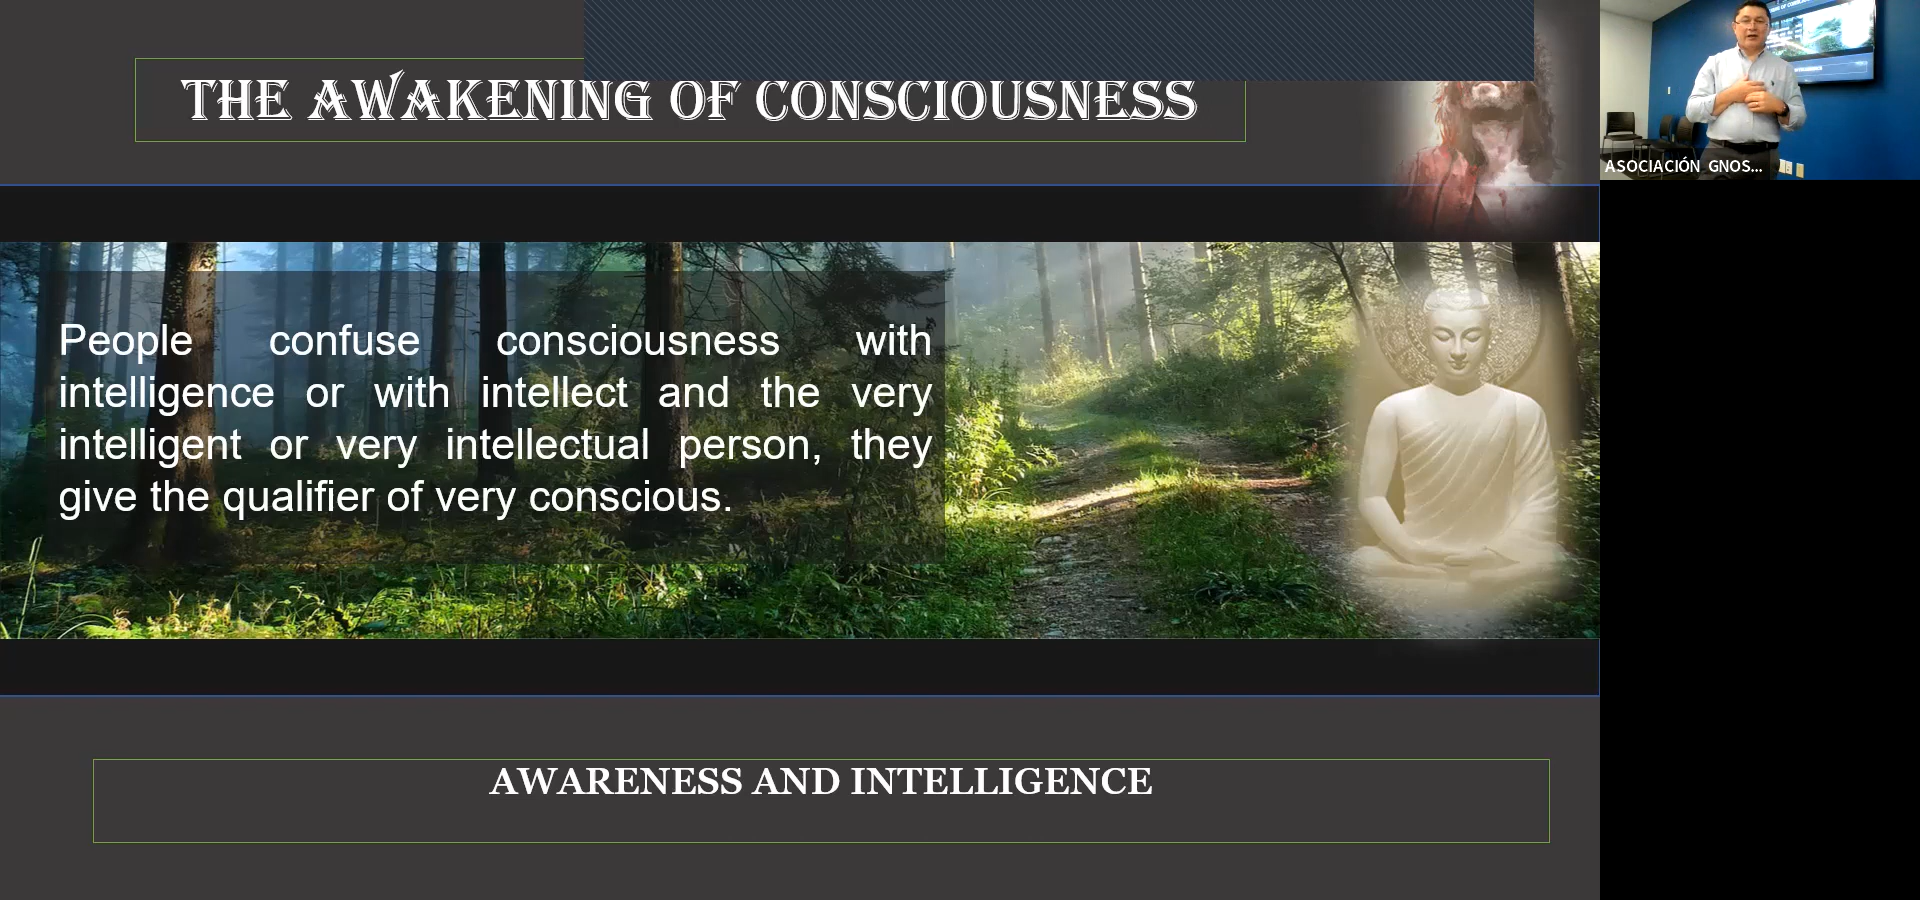 THE AWAKENING OF CONSCIOUSNESS
ASOCIACIÓN GNOS...
People confuse consciousness with
intelligence or with intellect and the very
intelligent or very intellectual person, they
give the qualifier of very conscious.
AWARENESS AND INTELLIGENCE